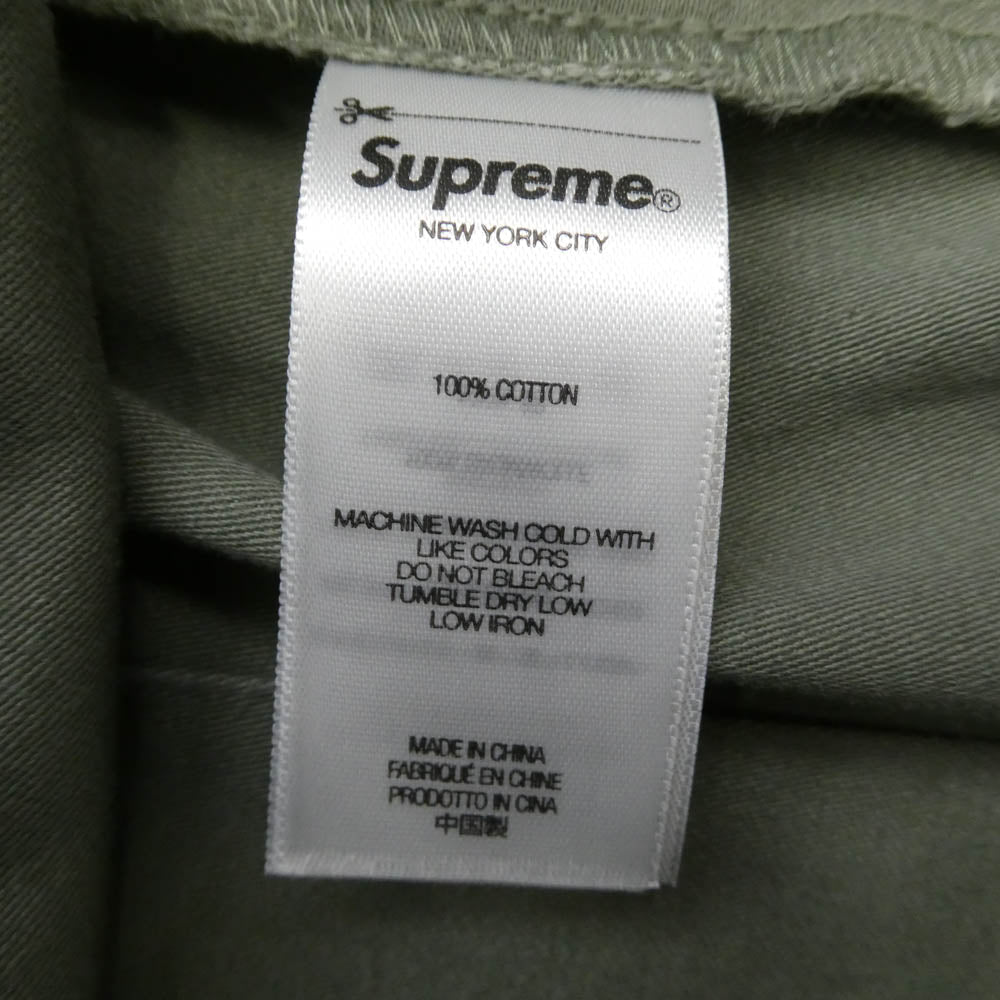 Supreme®
NEW YORK CITY
100% COTTON
MACHINE WASH COLD WITH
LIKE COLORS
DO NOT BLEACH
TUMBLE DRY LOW
LOW IRON
MADE IN CHINA
FABRIQUÉ EN CHINE
PRODOTTO IN CINA
中国製